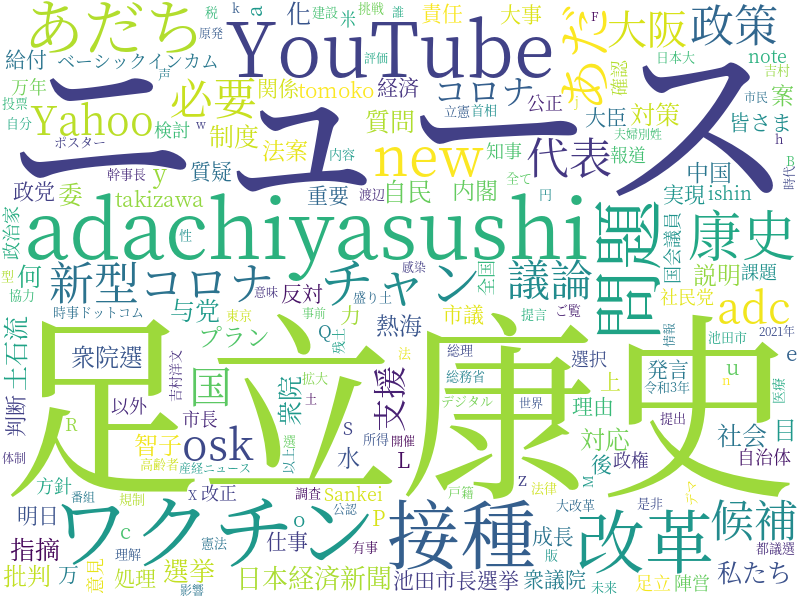 あだち
YouTube
あだ
大阪
政策
化
米
a
k
税
原発
建設
挑戦
誰
F
責任
大事
給付
ベーシックインカム
評価
確認
日本大
note
吉村
万年
声
必要
関係
tomoko
経済
コロナ
公正
立憲
首相
大臣
対策
案
市民
皆さま
h
投票
自分
Yahoo
検討
w
制度
質問
夫婦別姓
ニュース
ポスター
法案
new
代表
知事
報道
幹事長
質疑
内容
政党
委
y
takizawa
重要
渡辺
自民
内閣
全て
円
中国
実現
ishin
B
時代
政治家
性
adachiyasushi
問題
国会議員
康史
型
協力
何
新型コロナ
チャン
感染
議論
全国
説明
課題
時事ドットコム
与党
意味
盛り土
反対
力
市議
ご覧
社民党
adc
土石流
プラン
東京
事前
Q
残土
熱海
提言
情報
池田市
2021年
足立康史
判断
衆院選
吉村洋文
国
衆院
支援
総理
総務省
選択
発言
令和3年
u
e
医療
以外
市長
拡大
土
法
デジタル
世界
理由
上
n
提出
体制
R
智子
osk
S
所得
開催
L
対応
社会
目
高齢者
産経ニュース
以上
選
水
後
政権
自治体
方針
番組
規制
X
改正
調査
Sankei
公認
戸籍
z
法律
M
大改革
是非
テマ
明日
c
理解
ワクチン
憲法
o
仕事
有事
P
接種
成長
版
改革
候補
都議選
指摘
批判
万
意見
処理
影響
選挙
日本経済新聞
池田市長選挙
衆議院
未来
足立
陣営
私たち